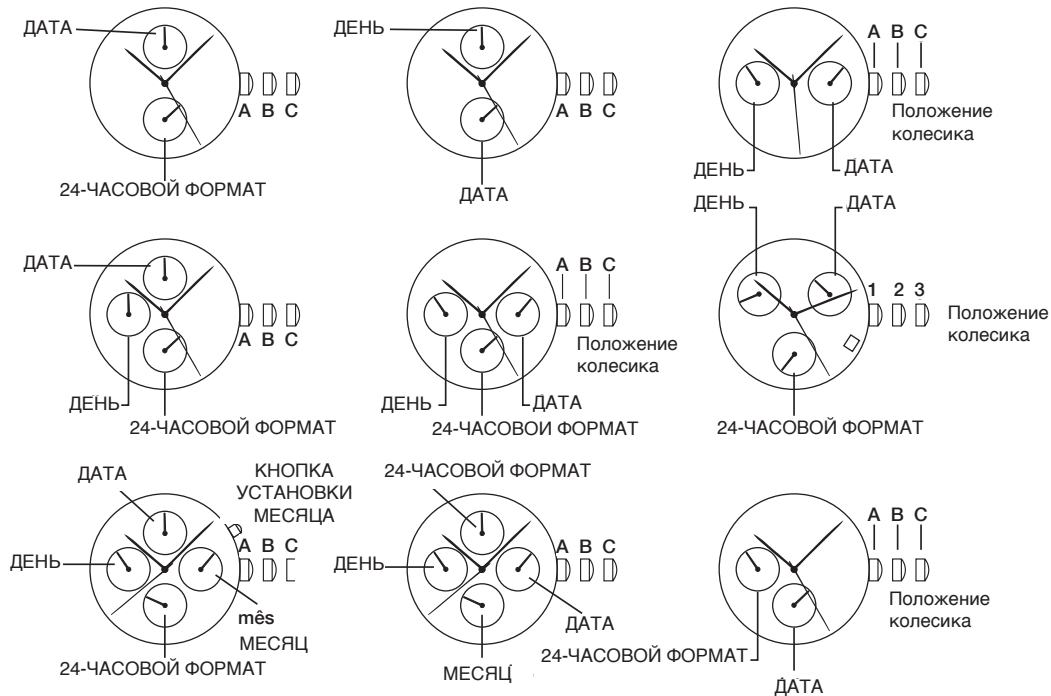 ДАТА
A B C
24-ЧАСОВОЙ ФОРМАТ
ДЕНЬ
A B C
ДАТА
A B C
Положение
колесика
ДЕНЬ
ДАТА
ДАТА
A B C
ДЕНЬ
24-ЧАСОВОЙ ФОРМАТ
A B C
Положение
колесика
ДЕНЬ
ДАТА
24-ЧАСОВОИ ФОРМАТ
ДЕНЬ
ДАТА
1 2 3
Положение
колесика
24-ЧАСОВОЙ ФОРМАТ
ДАТА
КНОПКА
УСТАНОВКИ
МЕСЯЦА
A B C
ДЕНЬ
mês
МЕСЯЦ
24-ЧАСОВОЙ ФОРМАТ
24-ЧАСОВОЙ ФОРМАТ
A B C
ДЕНЬ
ДАТА
МЕСЯЦ
A B C
Положение
колесика
24-ЧАСОВОЙ ФОРМАТ
ДАТА